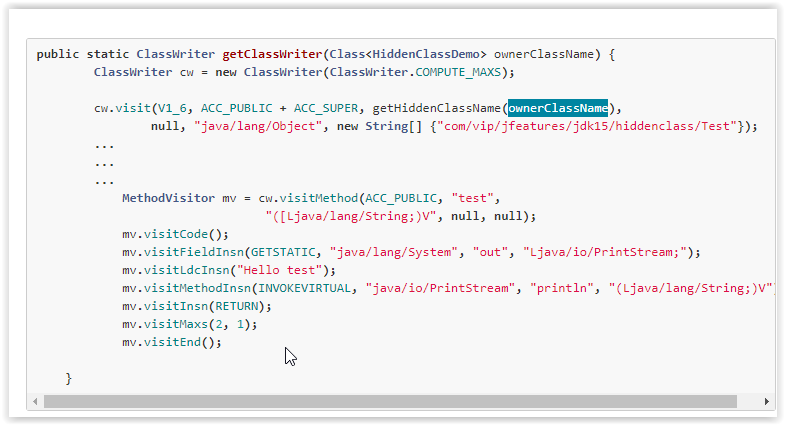 public static ClassWriter getClassWriter(Class<HiddenClassDemo> ownerClassName) {
ClassWriter cw = new ClassWriter(ClassWriter.COMPUTE_MAXS);
cw.visit(V1_6, ACC_PUBLIC + ACC_SUPER, getHiddenClassName(ownerClassName),
null, "java/lang/Object", new String[] {"com/vip/jfeatures/jdk15/hiddenclass/Test"});
...
...
...
MethodVisitor mv = cw.visitMethod(ACC_PUBLIC, "test",
"([Ljava/lang/String;)V", null, null);
mv.visitCode();
mv.visitFieldInsn(GETSTATIC, "java/lang/System", "out", "Ljava/io/PrintStream;");
mv.visitLdcInsn("Hello test");
mv.visitMethodInsn(INVOKEVIRTUAL, "java/io/PrintStream", "println", "(Ljava/lang/String;)V"
mv.visitInsn(RETURN);
mv.visitMaxs(2, 1);
mv.visitEnd();
}